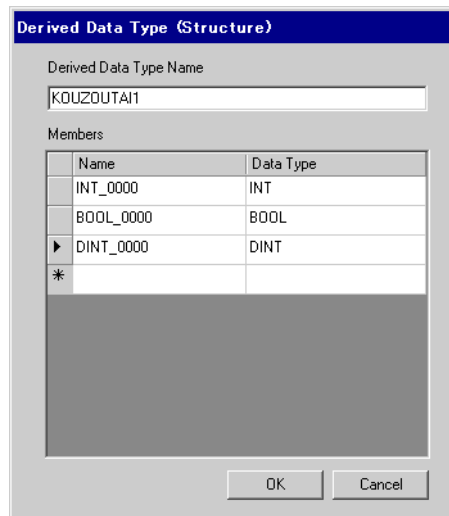 Derived Data Type (Structure)
Derived Data Type Name
KOUZOUTAI1
Members
Name Data Type
INT_0000 INT
BOOL_0000 BOOL
DINT_0000 DINT
*
OK Cancel